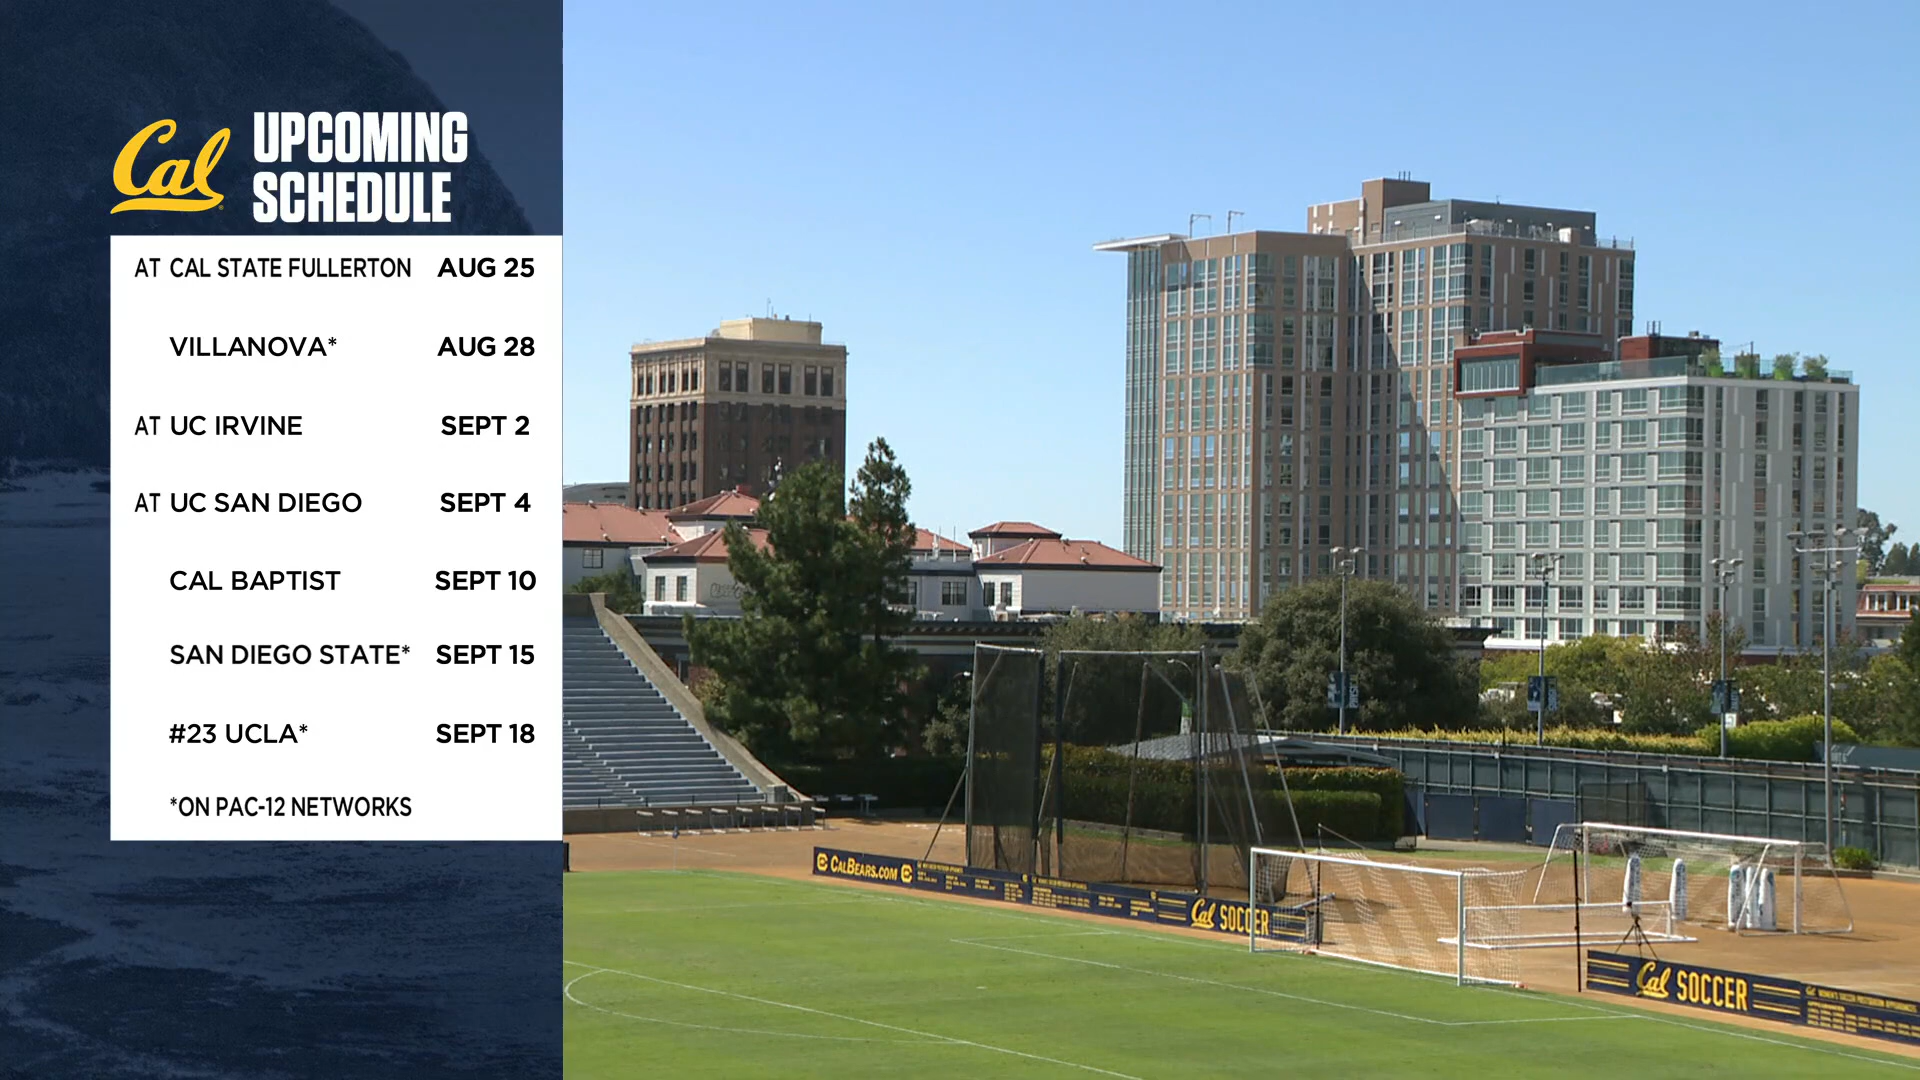 Cal UPCOMING
SCHEDULE
AT CAL STATE FULLERTON AUG 25
VILLANOVA* AUG 28
AT UC IRVINE SEPT 2
AT UC SAN DIEGO SEPT 4
CAL BAPTIST SEPT 10
SAN DIEGO STATE* SEPT 15
#23 UCLA* SEPT 18
*ON PAC-12 NETWORKS
CALBEARS.COM
Cal SOCCER
Cal SOCCER